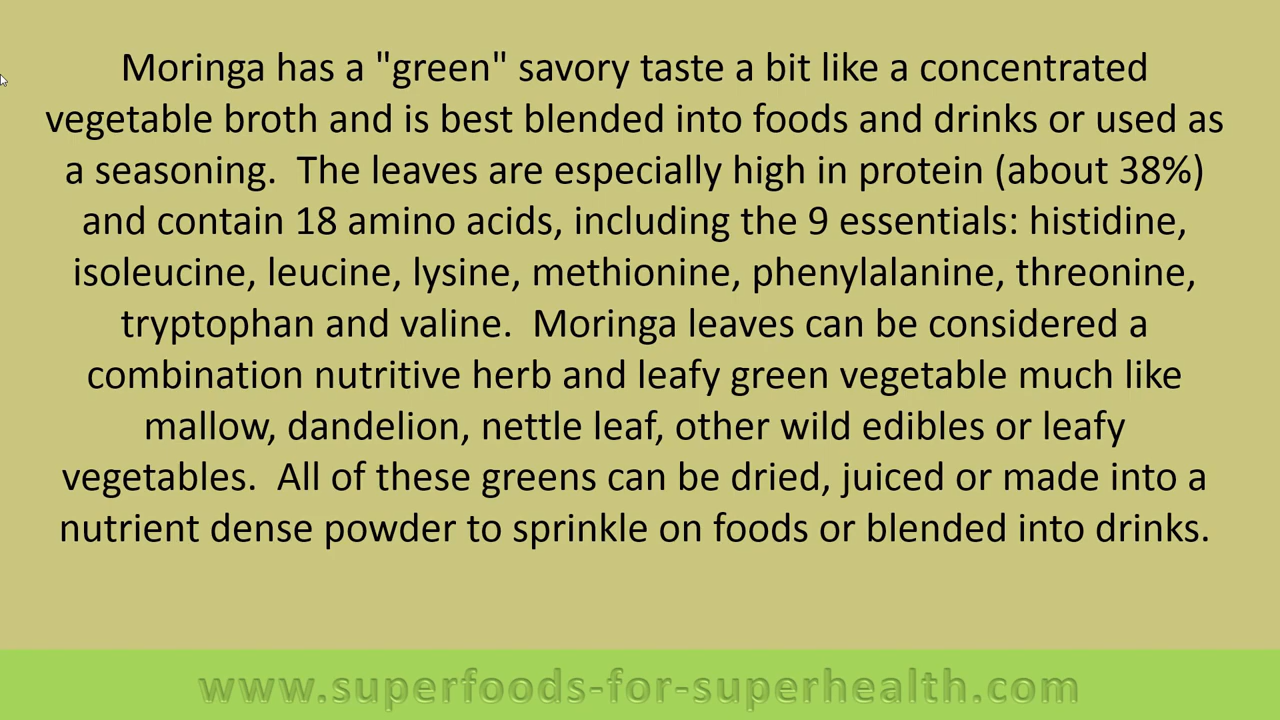 Moringa has a "green" savory taste a bit like a concentrated
vegetable broth and is best blended into foods and drinks or used as
a seasoning.  The leaves are especially high in protein (about 38%)
and contain 18 amino acids, including the 9 essentials: histidine,
isoleucine, leucine, lysine, methionine, phenylalanine, threonine,
tryptophan and valine.  Moringa leaves can be considered a
combination nutritive herb and leafy green vegetable much like
mallow, dandelion, nettle leaf, other wild edibles or leafy
vegetables.  All of these greens can be dried, juiced or made into a
nutrient dense powder to sprinkle on foods or blended into drinks.
www.superfoods-for-superhealth.com